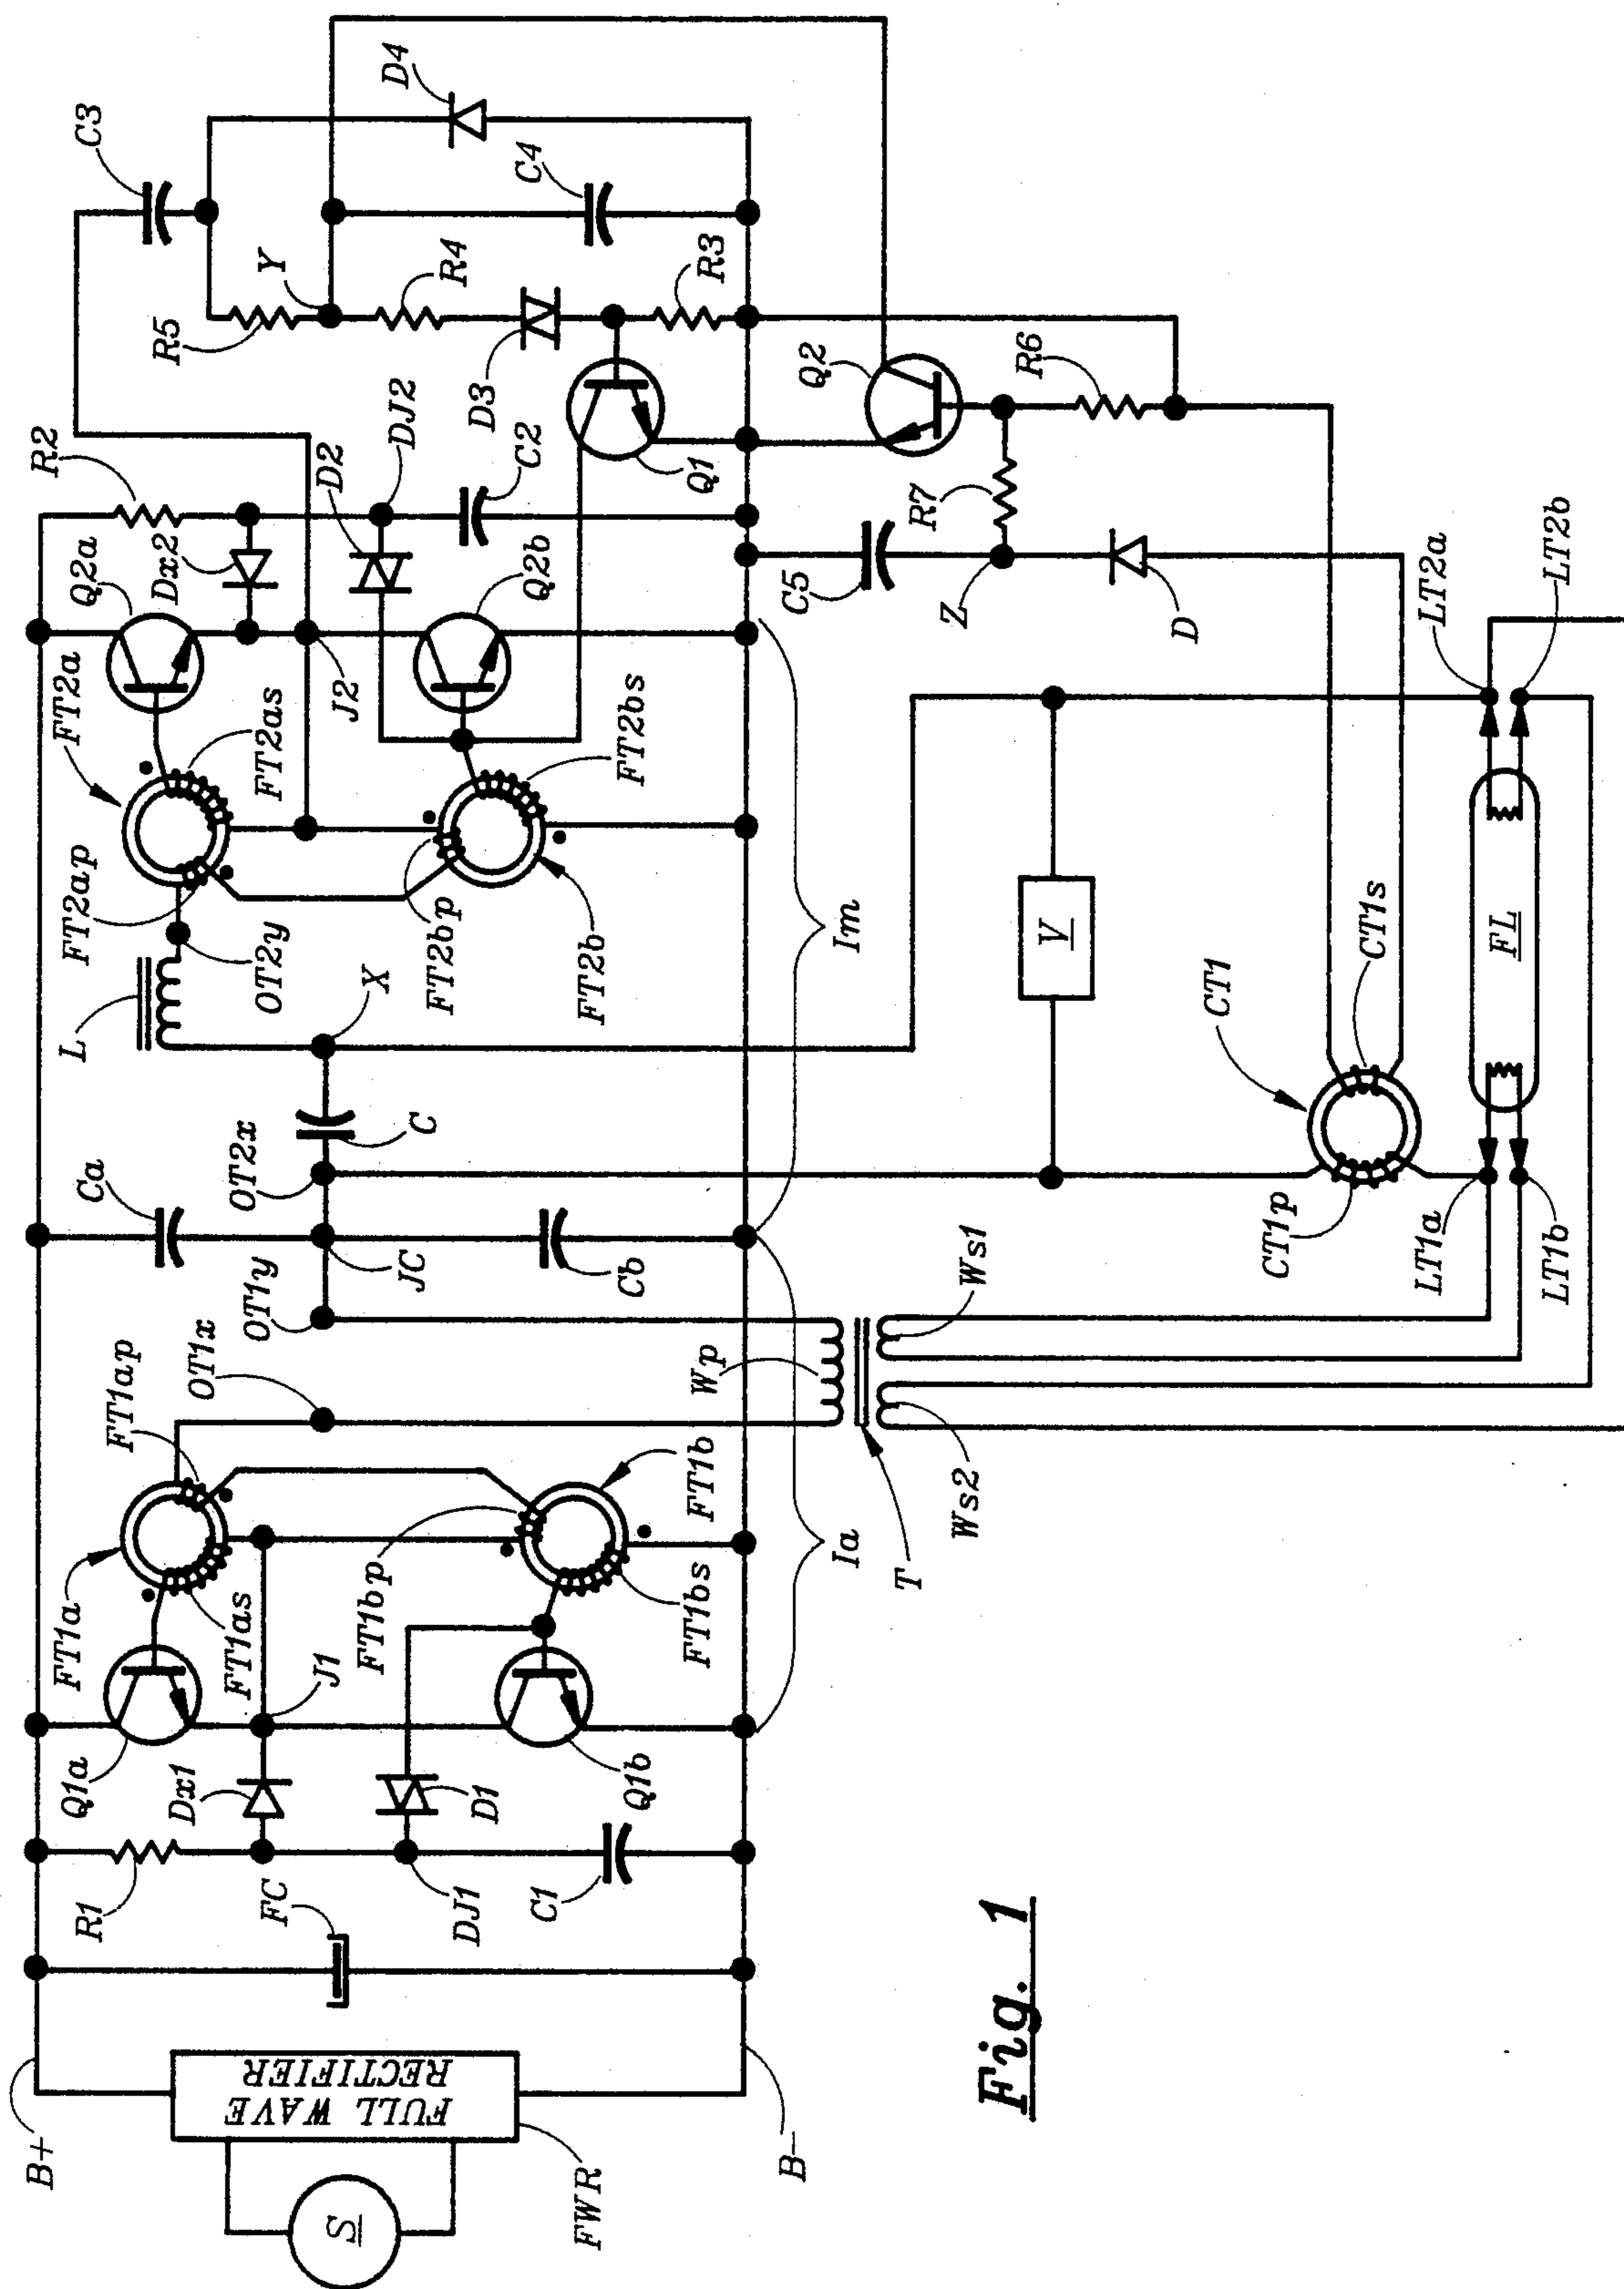 B+
S
FULL WAVE
RECTIFIER
FWR
B-
FC
R1
DJ1
C1
Q1a
Dx1
J1
D1
Q1b
FT1a
FT1as
FT1ap
FT1bp
FT1b
FT1bs
Ia
OT1x
OT1y
Wp
T
Ws1
Ws2
Ca
JC
Cb
OT2x
C
X
L
OT2y
FT2ap
FT2a
FT2as
FT2bp
FT2b
FT2bs
Im
J2
Q2a
Dx2
R2
Q2b
D2
DJ2
C2
C3
R5
Y
R4
D3
R3
Q1
D4
C4
Q2
R6
R7
C5
Z
D
V
CT1
CT1p
CT1s
FL
LT1a
LT1b
LT2a
LT2b
Fig. 1